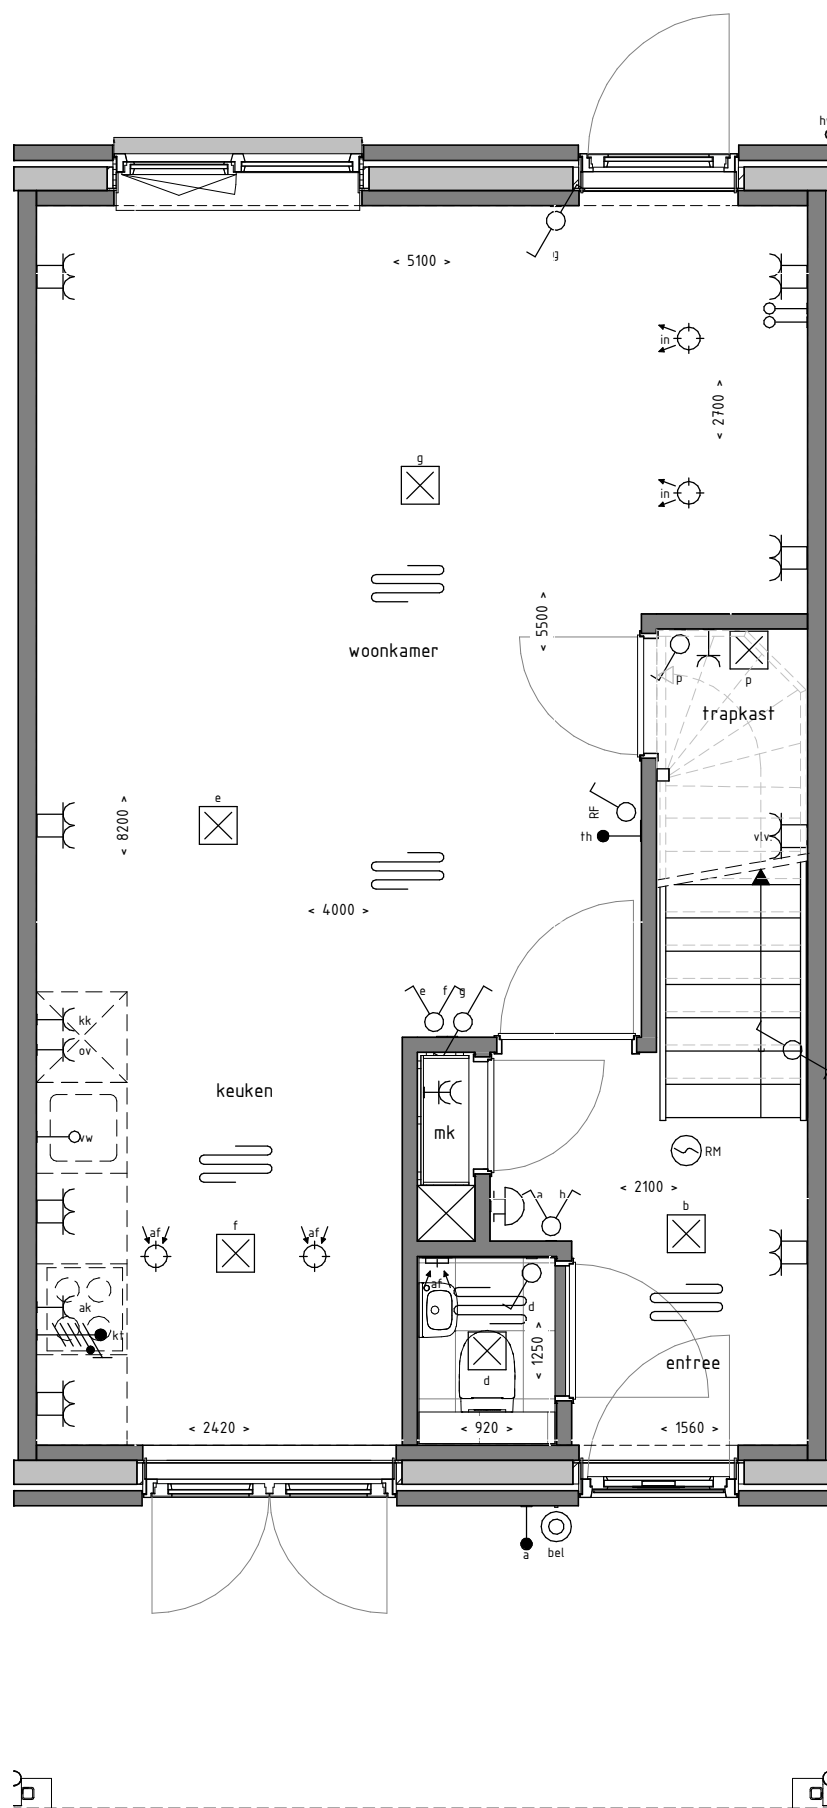 < 5100 >
g
in
< 2700 >
g
in
< 5500 >
woonkamer
p
p
trapkast
e
< 8200 >
RF
th
vlv.
< 4000 >
e f g
kk
ov
keuken
vw
mk
RM
< 2100 >
a b
b
af
f
af
af
d
ak
kt
< 1250 >
d
entree
< 2420 >
< 920 >
< 1560 >
a
bel